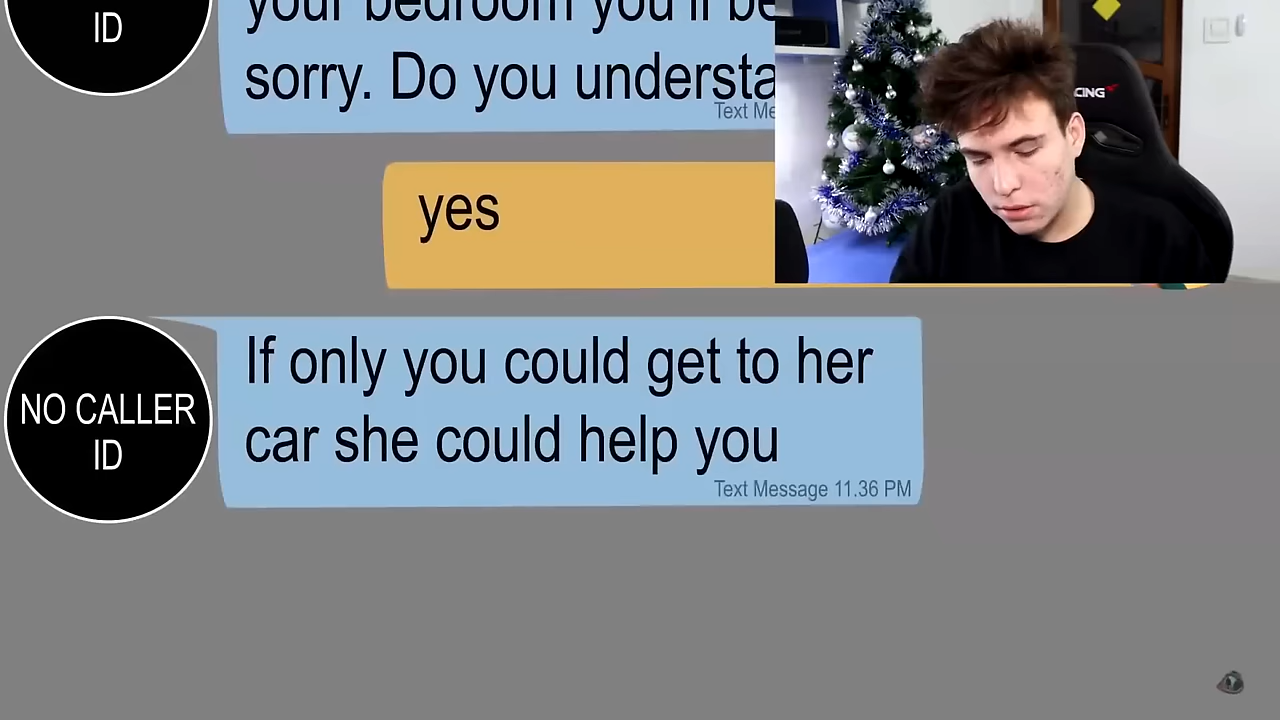 ID
your bedroom you'll be
sorry. Do you understa
Text Me
yes
NO CALLER
ID
If only you could get to her
car she could help you
Text Message 11.36 PM
CING